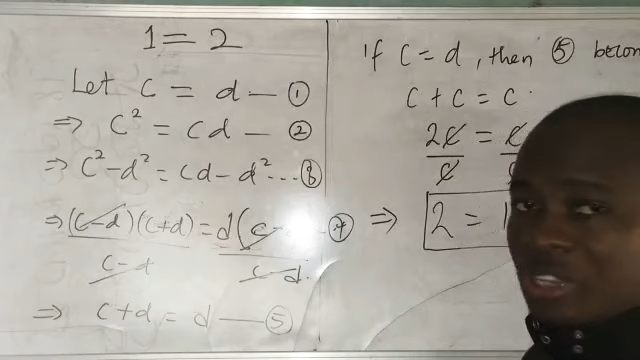 1 = 2
Let c = d — ①
⇒ c² = cd — ②
⇒ c² - d² = cd - d² ... ③
⇒ (c-d)(c+d) = d(c- ④
c-d c-d
⇒ c+d = d — ⑤
If c = d, then ⑤
c + c = c
2c = c
c c
⇒ 2 = 1